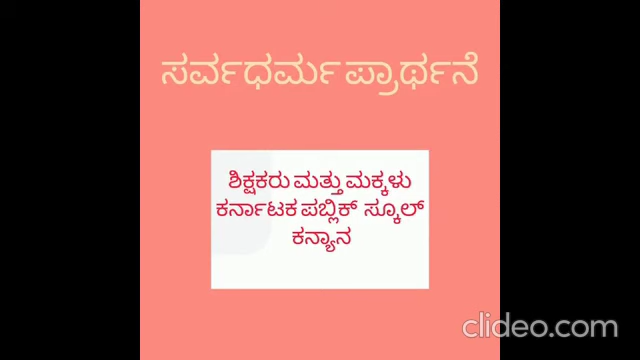 ಸರ್ವಧರ್ಮ ಪ್ರಾರ್ಥನೆ
ಶಿಕ್ಷಕರು ಮತ್ತು ಮಕ್ಕಳು
ಕರ್ನಾಟಕ ಪಬ್ಲಿಕ್ ಸ್ಕೂಲ್
ಕನ್ಯಾನ
clideo.com